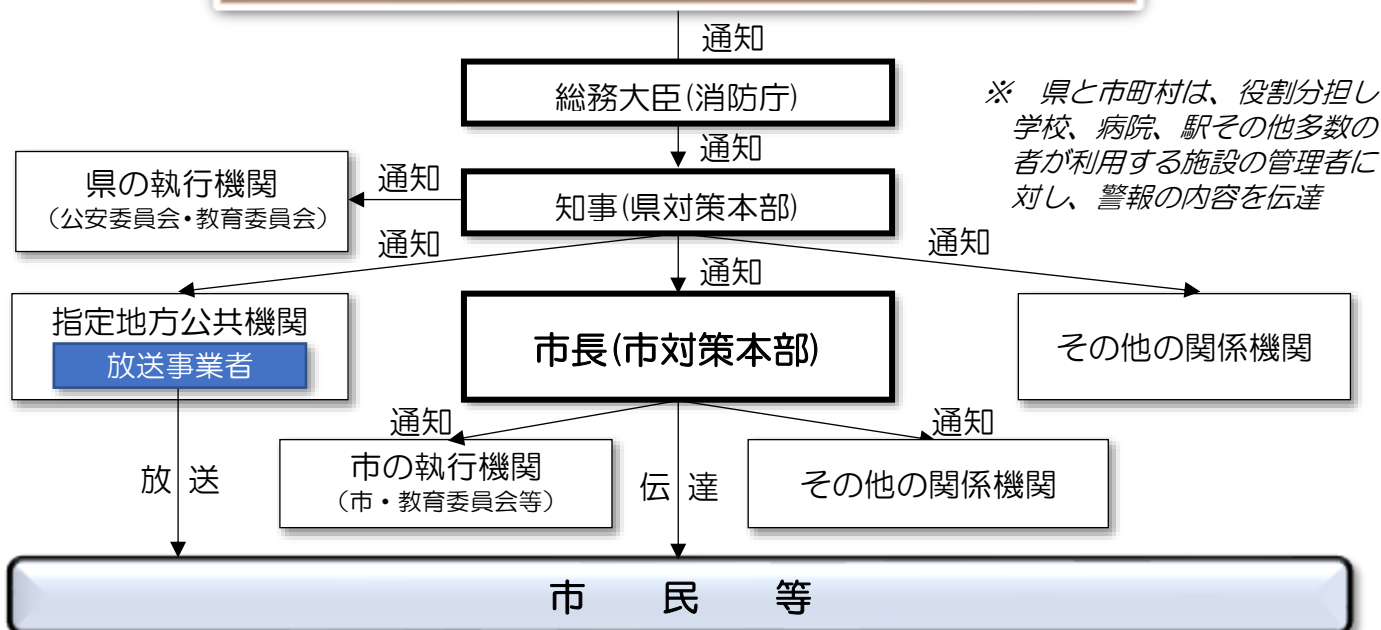 通知
総務大臣(消防庁)
※　県と市町村は、役割分担し
学校、病院、駅その他多数の
者が利用する施設の管理者に
対し、警報の内容を伝達
通知
県の執行機関
（公安委員会・教育委員会）
通知
知事(県対策本部)
通知
通知
通知
指定地方公共機関
放送事業者
市長(市対策本部)
その他の関係機関
通知
通知
放送
市の執行機関
（市・教育委員会等）
伝達
その他の関係機関
市　民　等